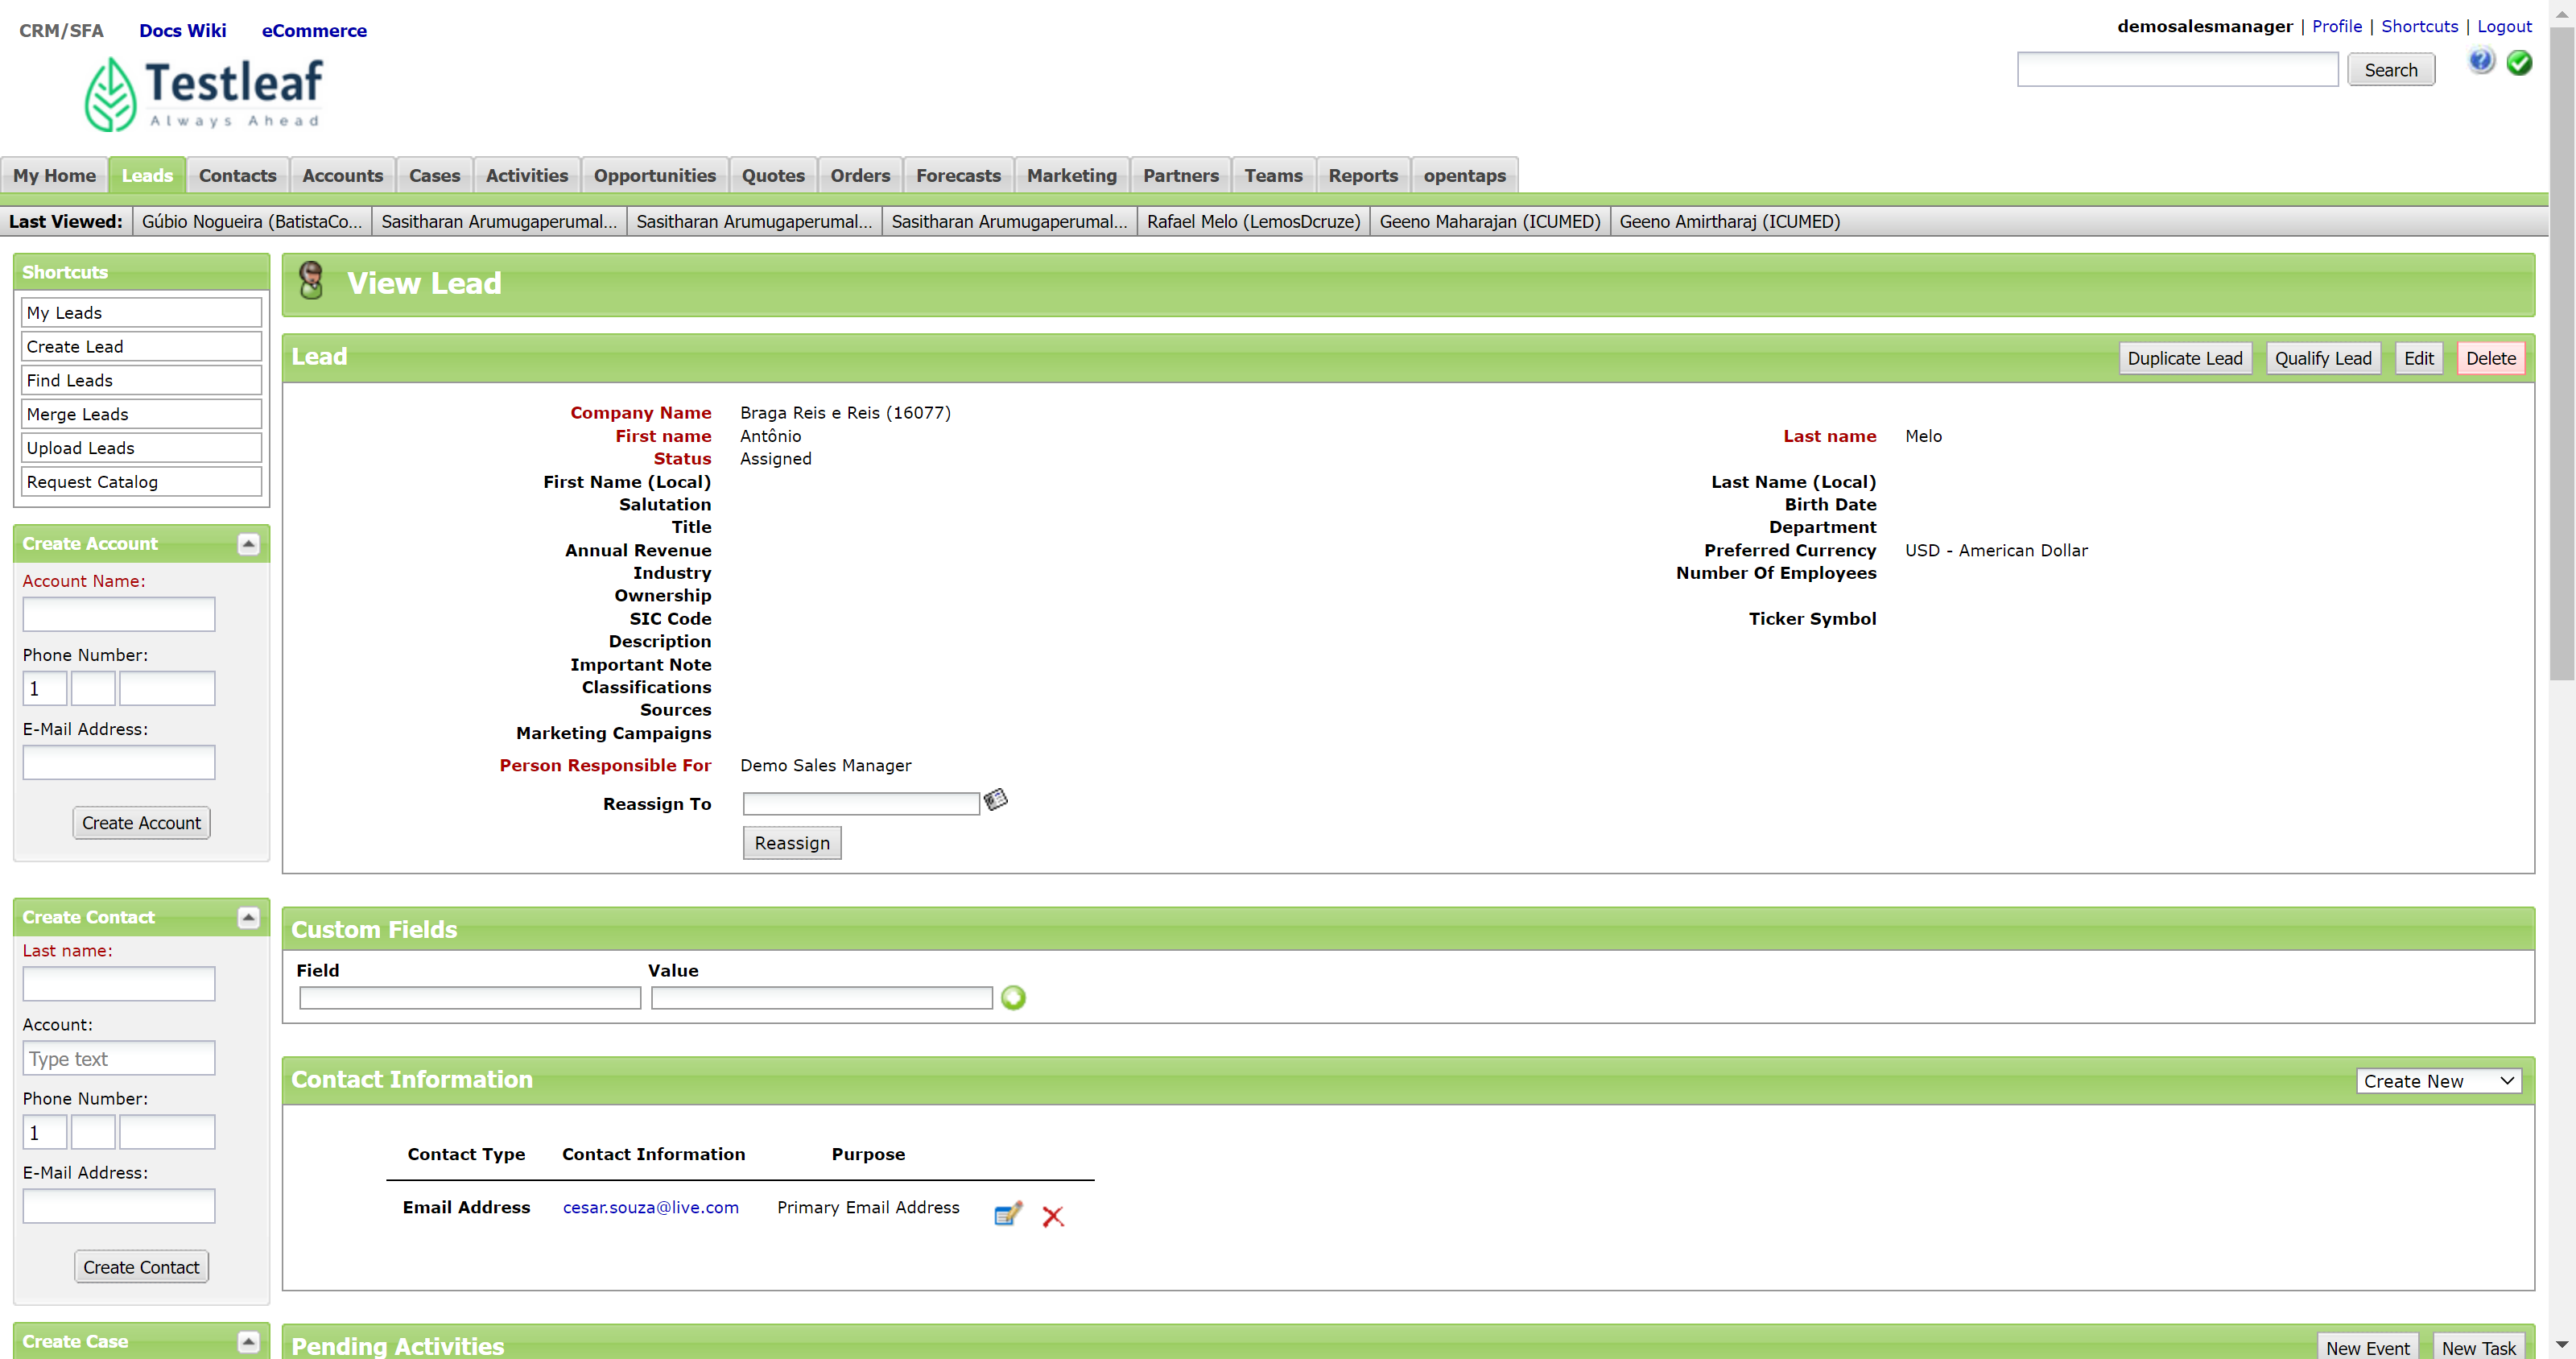 CRM/SFA Docs Wiki eCommerce
demosalesmanager | Profile | Shortcuts | Logout
Testleaf
Always Ahead
Search
My Home Leads Contacts Accounts Cases Activities Opportunities Quotes Orders Forecasts Marketing Partners Teams Reports opentaps
Last Viewed: Gúbio Nogueira (BatistaCo... Sasitharan Arumugaperumal... Sasitharan Arumugaperumal... Sasitharan Arumugaperumal... Rafael Melo (LemosDcruze) Geeno Maharajan (ICUMED) Geeno Amirtharaj (ICUMED)
Shortcuts
My Leads
Create Lead
Find Leads
Merge Leads
Upload Leads
Request Catalog
Create Account
Account Name:
Phone Number:
1
E-Mail Address:
Create Account
Create Contact
Last name:
Account:
Type text
Phone Number:
1
E-Mail Address:
Create Contact
Create Case
View Lead
Lead
Duplicate Lead Qualify Lead Edit Delete
Company Name Braga Reis e Reis (16077)
First name Antônio Last name Melo
Status Assigned
First Name (Local) Last Name (Local)
Salutation Birth Date
Title Department
Annual Revenue Preferred Currency USD - American Dollar
Industry Number Of Employees
Ownership
SIC Code Ticker Symbol
Description
Important Note
Classifications
Sources
Marketing Campaigns
Person Responsible For Demo Sales Manager
Reassign To
Reassign
Custom Fields
Field Value
Contact Information
Create New
Contact Type Contact Information Purpose
Email Address cesar.souza@live.com Primary Email Address
Pending Activities
New Event New Task